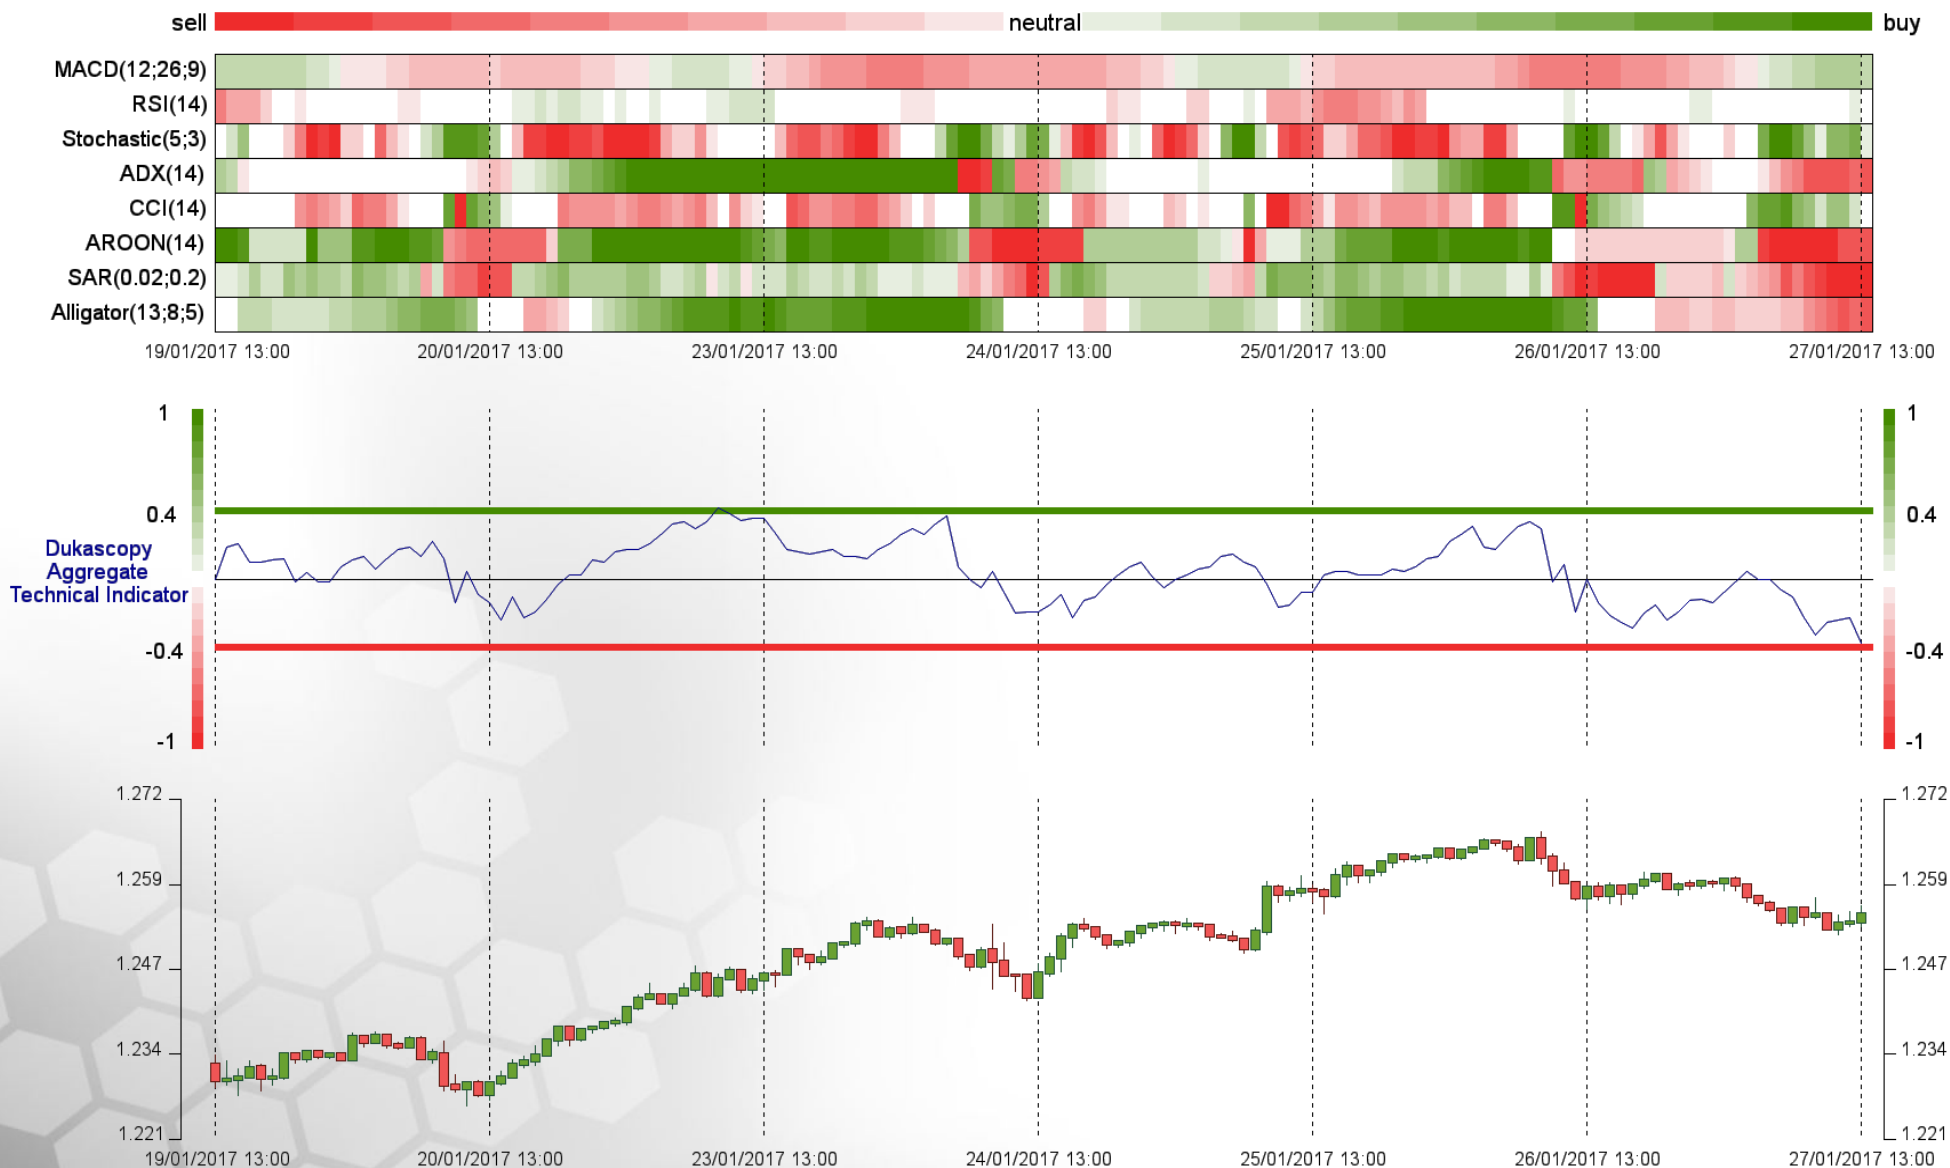 sell neutral buy
MACD(12;26;9)
RSI(14)
Stochastic(5;3)
ADX(14)
CCI(14)
AROON(14)
SAR(0.02;0.2)
Alligator(13;8;5)
19/01/2017 13:00 20/01/2017 13:00 23/01/2017 13:00 24/01/2017 13:00 25/01/2017 13:00 26/01/2017 13:00 27/01/2017 13:00
1 1
0.4 0.4
Dukascopy
Aggregate
Technical Indicator
-0.4 -0.4
-1 -1
1.272 1.272
1.259 1.259
1.247 1.247
1.234 1.234
1.221 1.221
19/01/2017 13:00 20/01/2017 13:00 23/01/2017 13:00 24/01/2017 13:00 25/01/2017 13:00 26/01/2017 13:00 27/01/2017 13:00